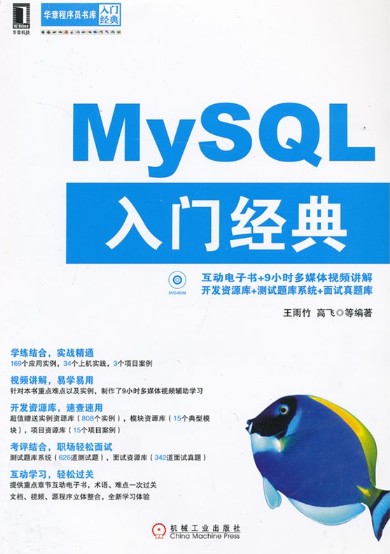 华章程序员书库 入门经典
华章科技
MySQL
入门经典
DVD-ROM
互动电子书+9小时多媒体视频讲解
开发资源库+测试题库系统+面试真题库
王雨竹 高飞 等编著
学练结合，实战精通
169个应用实例，34个上机实践，3个项目案例
视频讲解，易学易用
针对本书重点难点以及实例，制作了9小时多媒体视频辅助学习
开发资源库，速查速用
超值赠送实例资源库（808个实例），模块资源库（15个典型模
块），项目资源库（15个项目案例）
考评结合，职场轻松面试
测试题库系统（626道测试题），面试资源库（342道面试真题）
互动学习，轻松过关
提供重点章节互动电子书，术语、难点一次过关
文档、视频、源程序立体整合，全新学习体验
机械工业出版社
China Machine Press